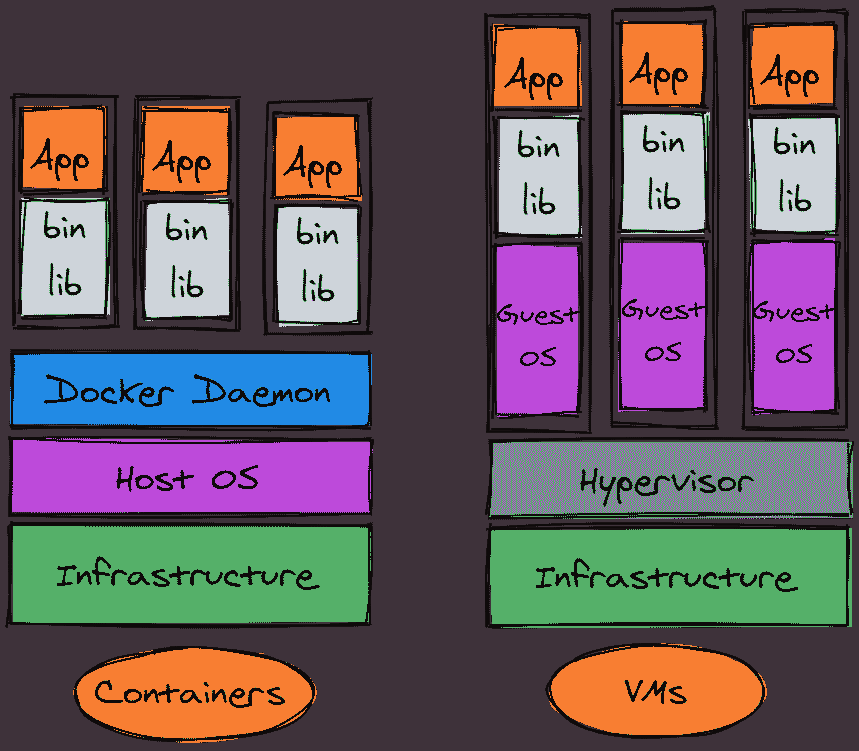 App
App
App
bin
lib
bin
lib
bin
lib
Docker Daemon
Host OS
Infrastructure
Containers
App
App
App
bin
lib
bin
lib
bin
lib
Guest
OS
Guest
OS
Guest
OS
Hypervisor
Infrastructure
VMs